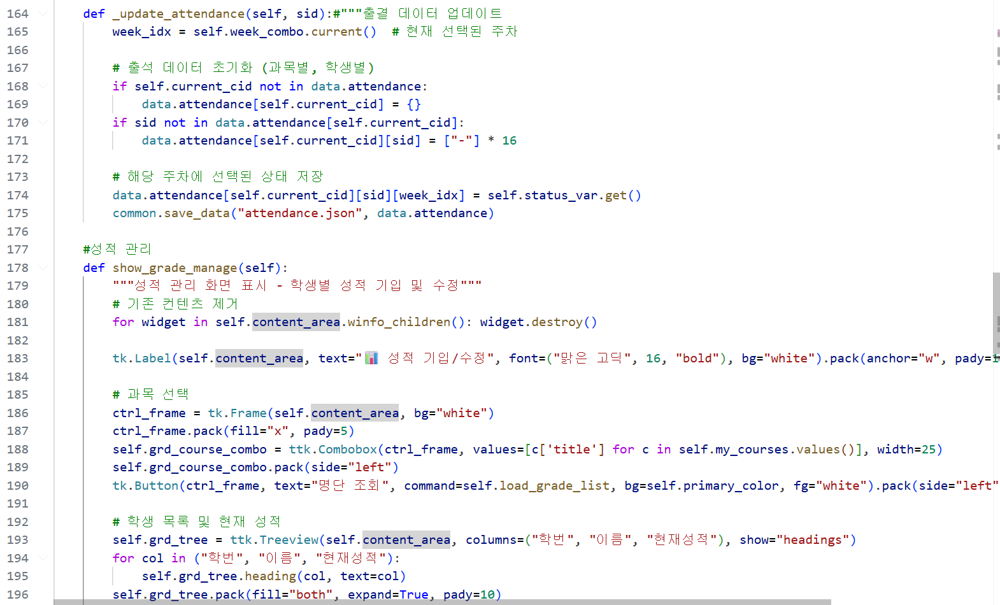 164 def _update_attendance(self, sid):#"""출결 데이터 업데이트
165 week_idx = self.week_combo.current()  # 현재 선택된 주차
166
167 # 출석 데이터 초기화 (과목별, 학생별)
168 if self.current_cid not in data.attendance:
169 data.attendance[self.current_cid] = {}
170 if sid not in data.attendance[self.current_cid]:
171 data.attendance[self.current_cid][sid] = ["-"] * 16
172
173 # 해당 주차에 선택된 상태 저장
174 data.attendance[self.current_cid][sid][week_idx] = self.status_var.get()
175 common.save_data("attendance.json", data.attendance)
176
177 #성적 관리
178 def show_grade_manage(self):
179 """성적 관리 화면 표시 - 학생별 성적 기입 및 수정"""
180 # 기존 컨텐츠 제거
181 for widget in self.content_area.winfo_children(): widget.destroy()
182
183 tk.Label(self.content_area, text="📊 성적 기입/수정", font=("맑은 고딕", 16, "bold"), bg="white").pack(anchor="w", pady=1
184
185 # 과목 선택
186 ctrl_frame = tk.Frame(self.content_area, bg="white")
187 ctrl_frame.pack(fill="x", pady=5)
188 self.grd_course_combo = ttk.Combobox(ctrl_frame, values=[c['title'] for c in self.my_courses.values()], width=25)
189 self.grd_course_combo.pack(side="left")
190 tk.Button(ctrl_frame, text="명단 조회", command=self.load_grade_list, bg=self.primary_color, fg="white").pack(side="left"
191
192 # 학생 목록 및 현재 성적
193 self.grd_tree = ttk.Treeview(self.content_area, columns=("학번", "이름", "현재성적"), show="headings")
194 for col in ("학번", "이름", "현재성적"):
195 self.grd_tree.heading(col, text=col)
196 self.grd_tree.pack(fill="both", expand=True, pady=10)